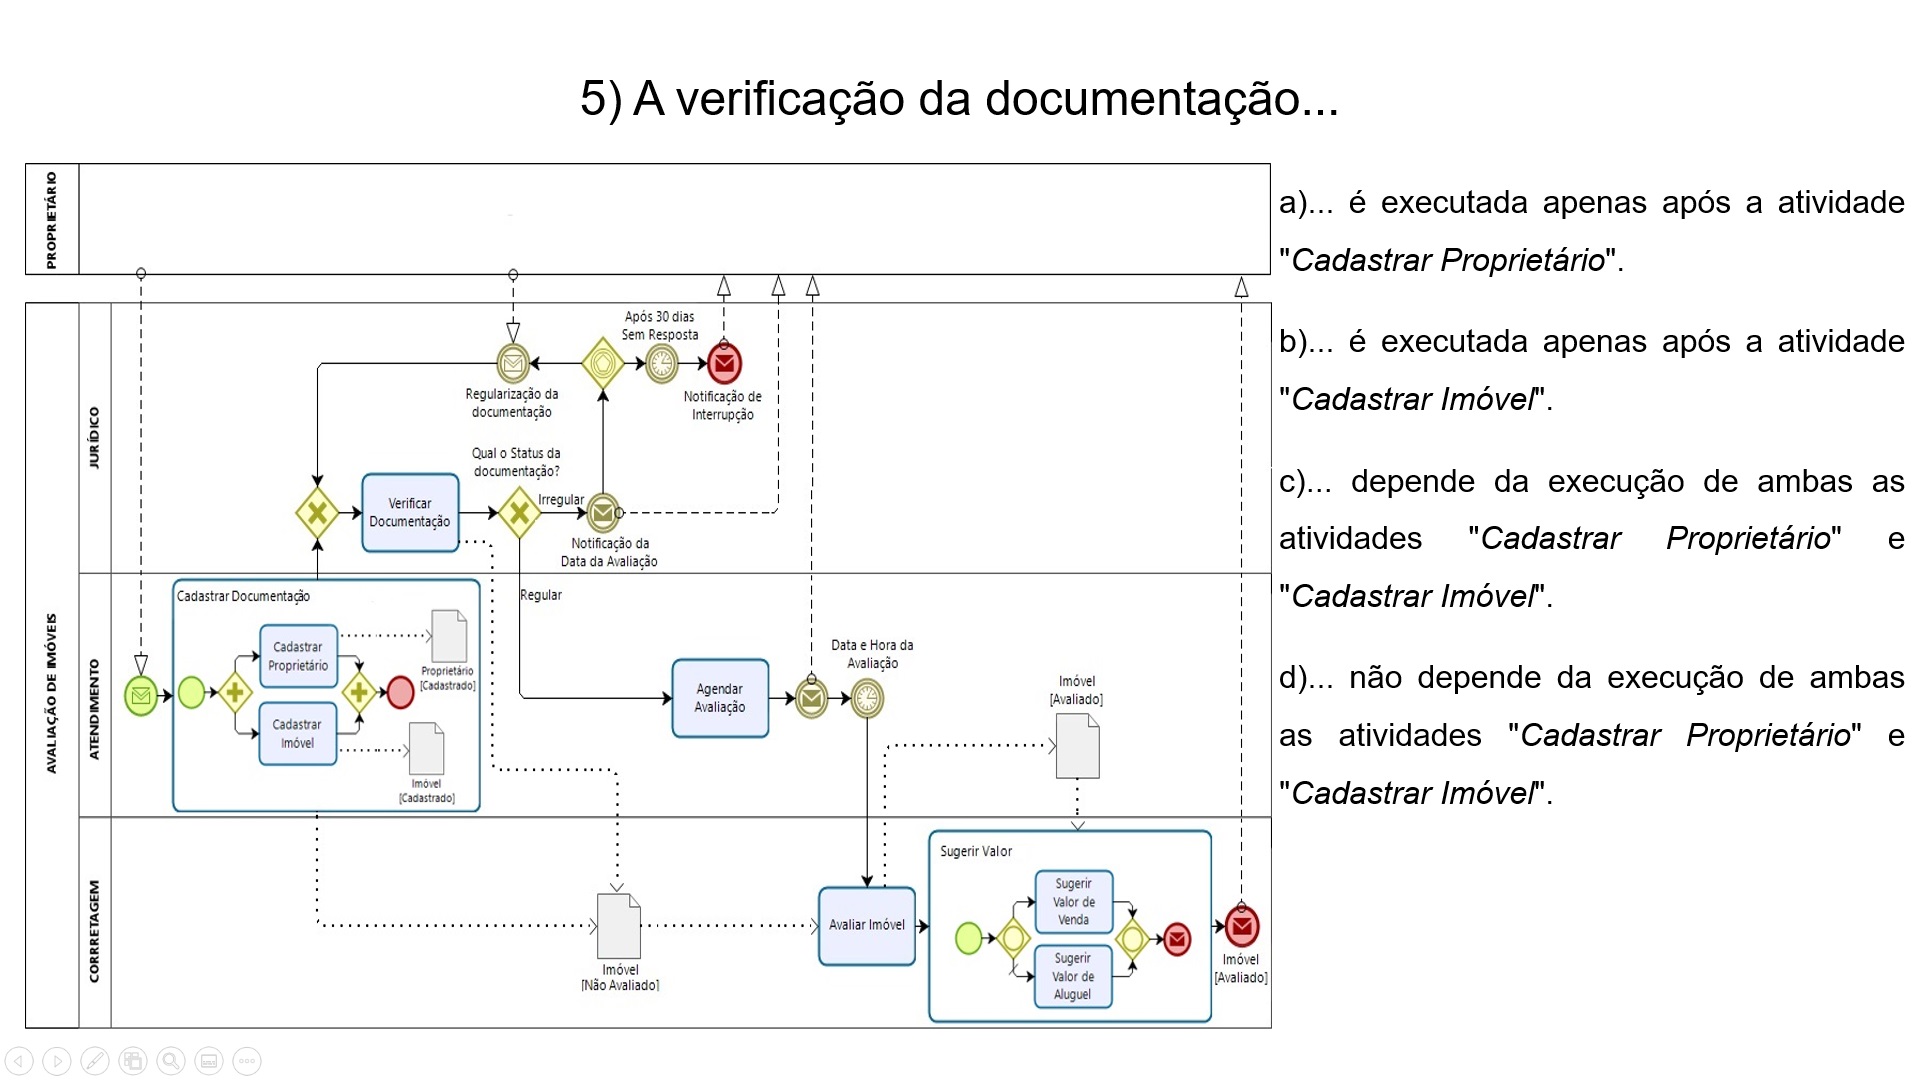 5) A verificação da documentação...
PROPRIETÁRIO
AVALIAÇÃO DE IMÓVEIS
JURÍDICO
Após 30 dias
Sem Resposta
Regularização da
documentação
Notificação de
Interrupção
Qual o Status da
documentação?
Verificar
Documentação
Irregular
Notificação da
Data da Avaliação
Regular
ATENDIMENTO
Cadastrar Documentação
Cadastrar
Proprietário
Proprietário
[Cadastrado]
Cadastrar
Imóvel
Imóvel
[Cadastrado]
Agendar
Avaliação
Data e Hora da
Avaliação
Imóvel
[Avaliado]
CORRETAGEM
Imóvel
[Não Avaliado]
Avaliar Imóvel
Sugerir Valor
Sugerir
Valor de
Venda
Sugerir
Valor de
Aluguel
Imóvel
[Avaliado]
a)... é executada apenas após a atividade
"Cadastrar Proprietário".
b)... é executada apenas após a atividade
"Cadastrar Imóvel".
c)... depende da execução de ambas as
atividades "Cadastrar Proprietário" e
"Cadastrar Imóvel".
d)... não depende da execução de ambas
as atividades "Cadastrar Proprietário" e
"Cadastrar Imóvel".